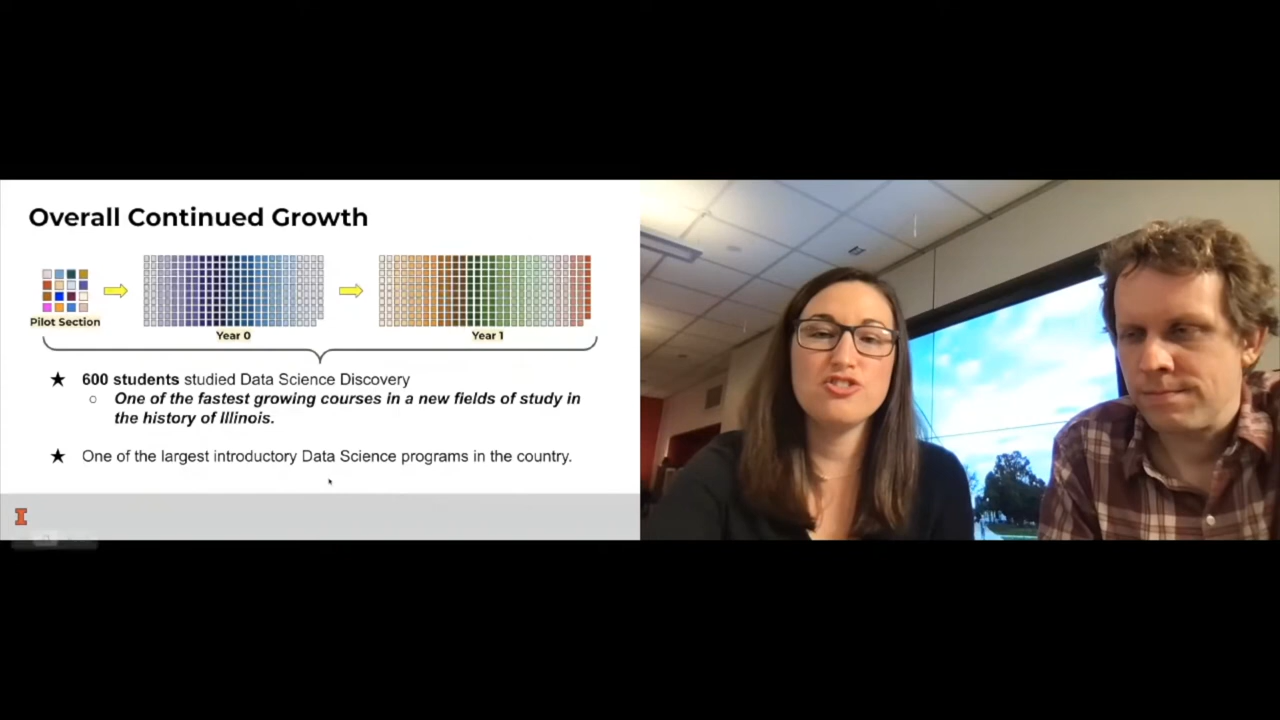 Overall Continued Growth
Pilot Section
Year 0
Year 1
★ 600 students studied Data Science Discovery
○ One of the fastest growing courses in a new fields of study in
the history of Illinois.
★ One of the largest introductory Data Science programs in the country.
I